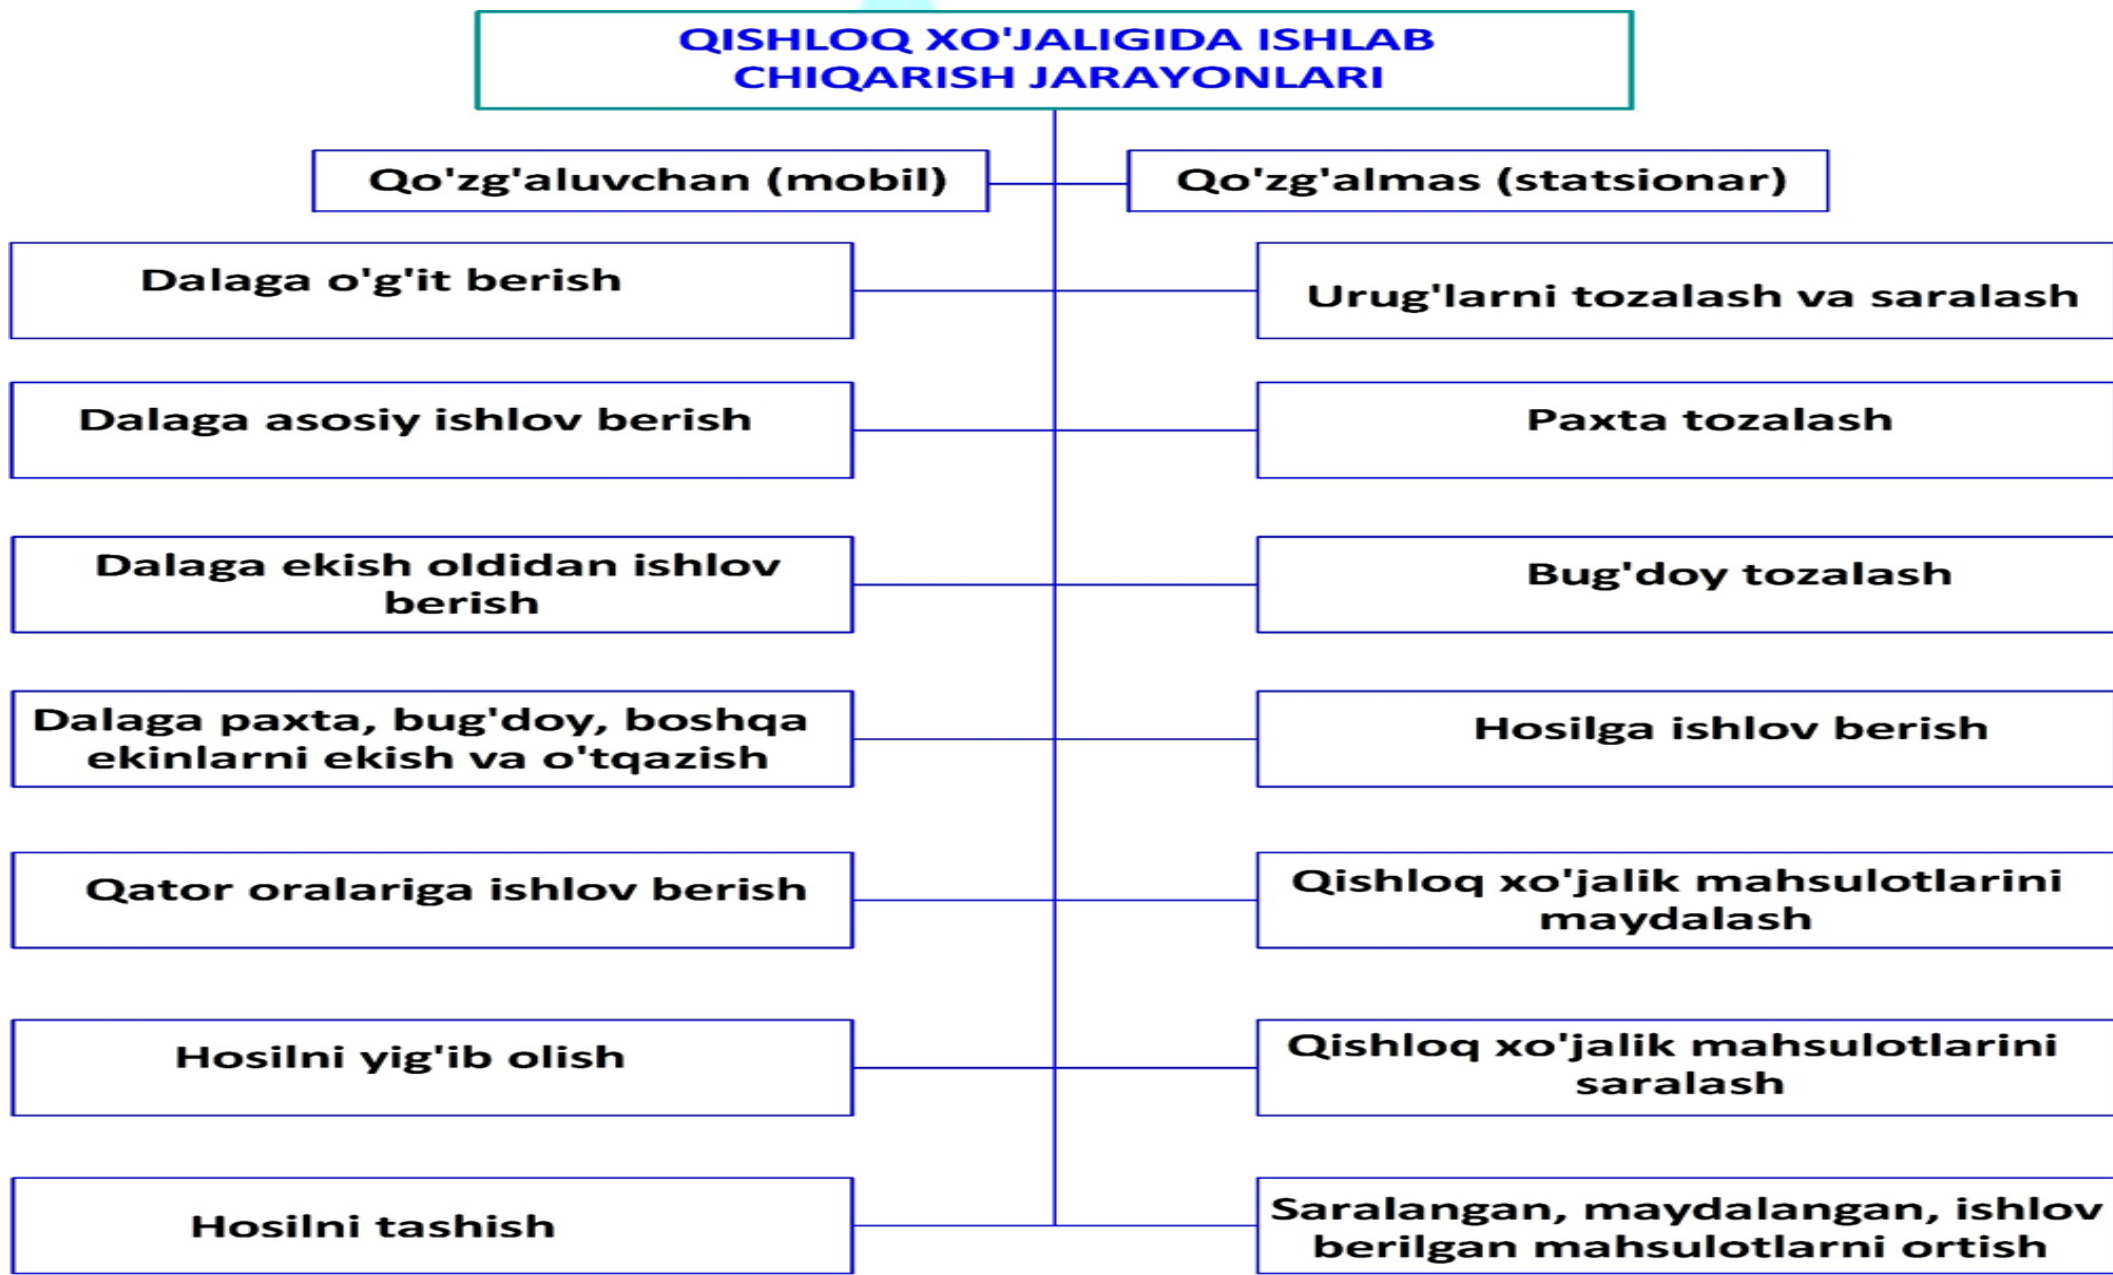 QISHLOQ XO'JALIGIDA ISHLAB
CHIQARISH JARAYONLARI
Qo'zg'aluvchan (mobil)
Qo'zg'almas (statsionar)
Dalaga o'g'it berish
Urug'larni tozalash va saralash
Dalaga asosiy ishlov berish
Paxta tozalash
Dalaga ekish oldidan ishlov
berish
Bug'doy tozalash
Dalaga paxta, bug'doy, boshqa
ekinlarni ekish va o'tqazish
Hosilga ishlov berish
Qator oralariga ishlov berish
Qishloq xo'jalik mahsulotlarini
maydalash
Hosilni yig'ib olish
Qishloq xo'jalik mahsulotlarini
saralash
Hosilni tashish
Saralangan, maydalangan, ishlov
berilgan mahsulotlarni ortish